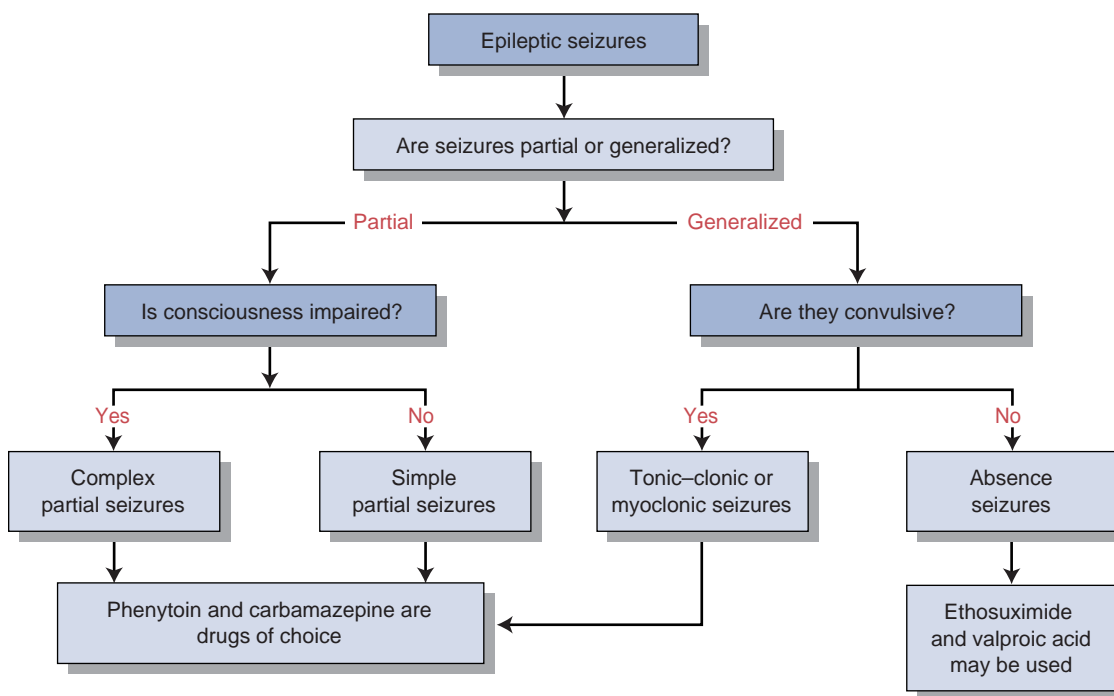 Epileptic seizures
Are seizures partial or generalized?
Partial
Generalized
Is consciousness impaired?
Are they convulsive?
Yes
No
Yes
No
Complex
partial seizures
Simple
partial seizures
Tonic–clonic or
myoclonic seizures
Absence
seizures
Phenytoin and carbamazepine are
drugs of choice
Ethosuximide
and valproic acid
may be used